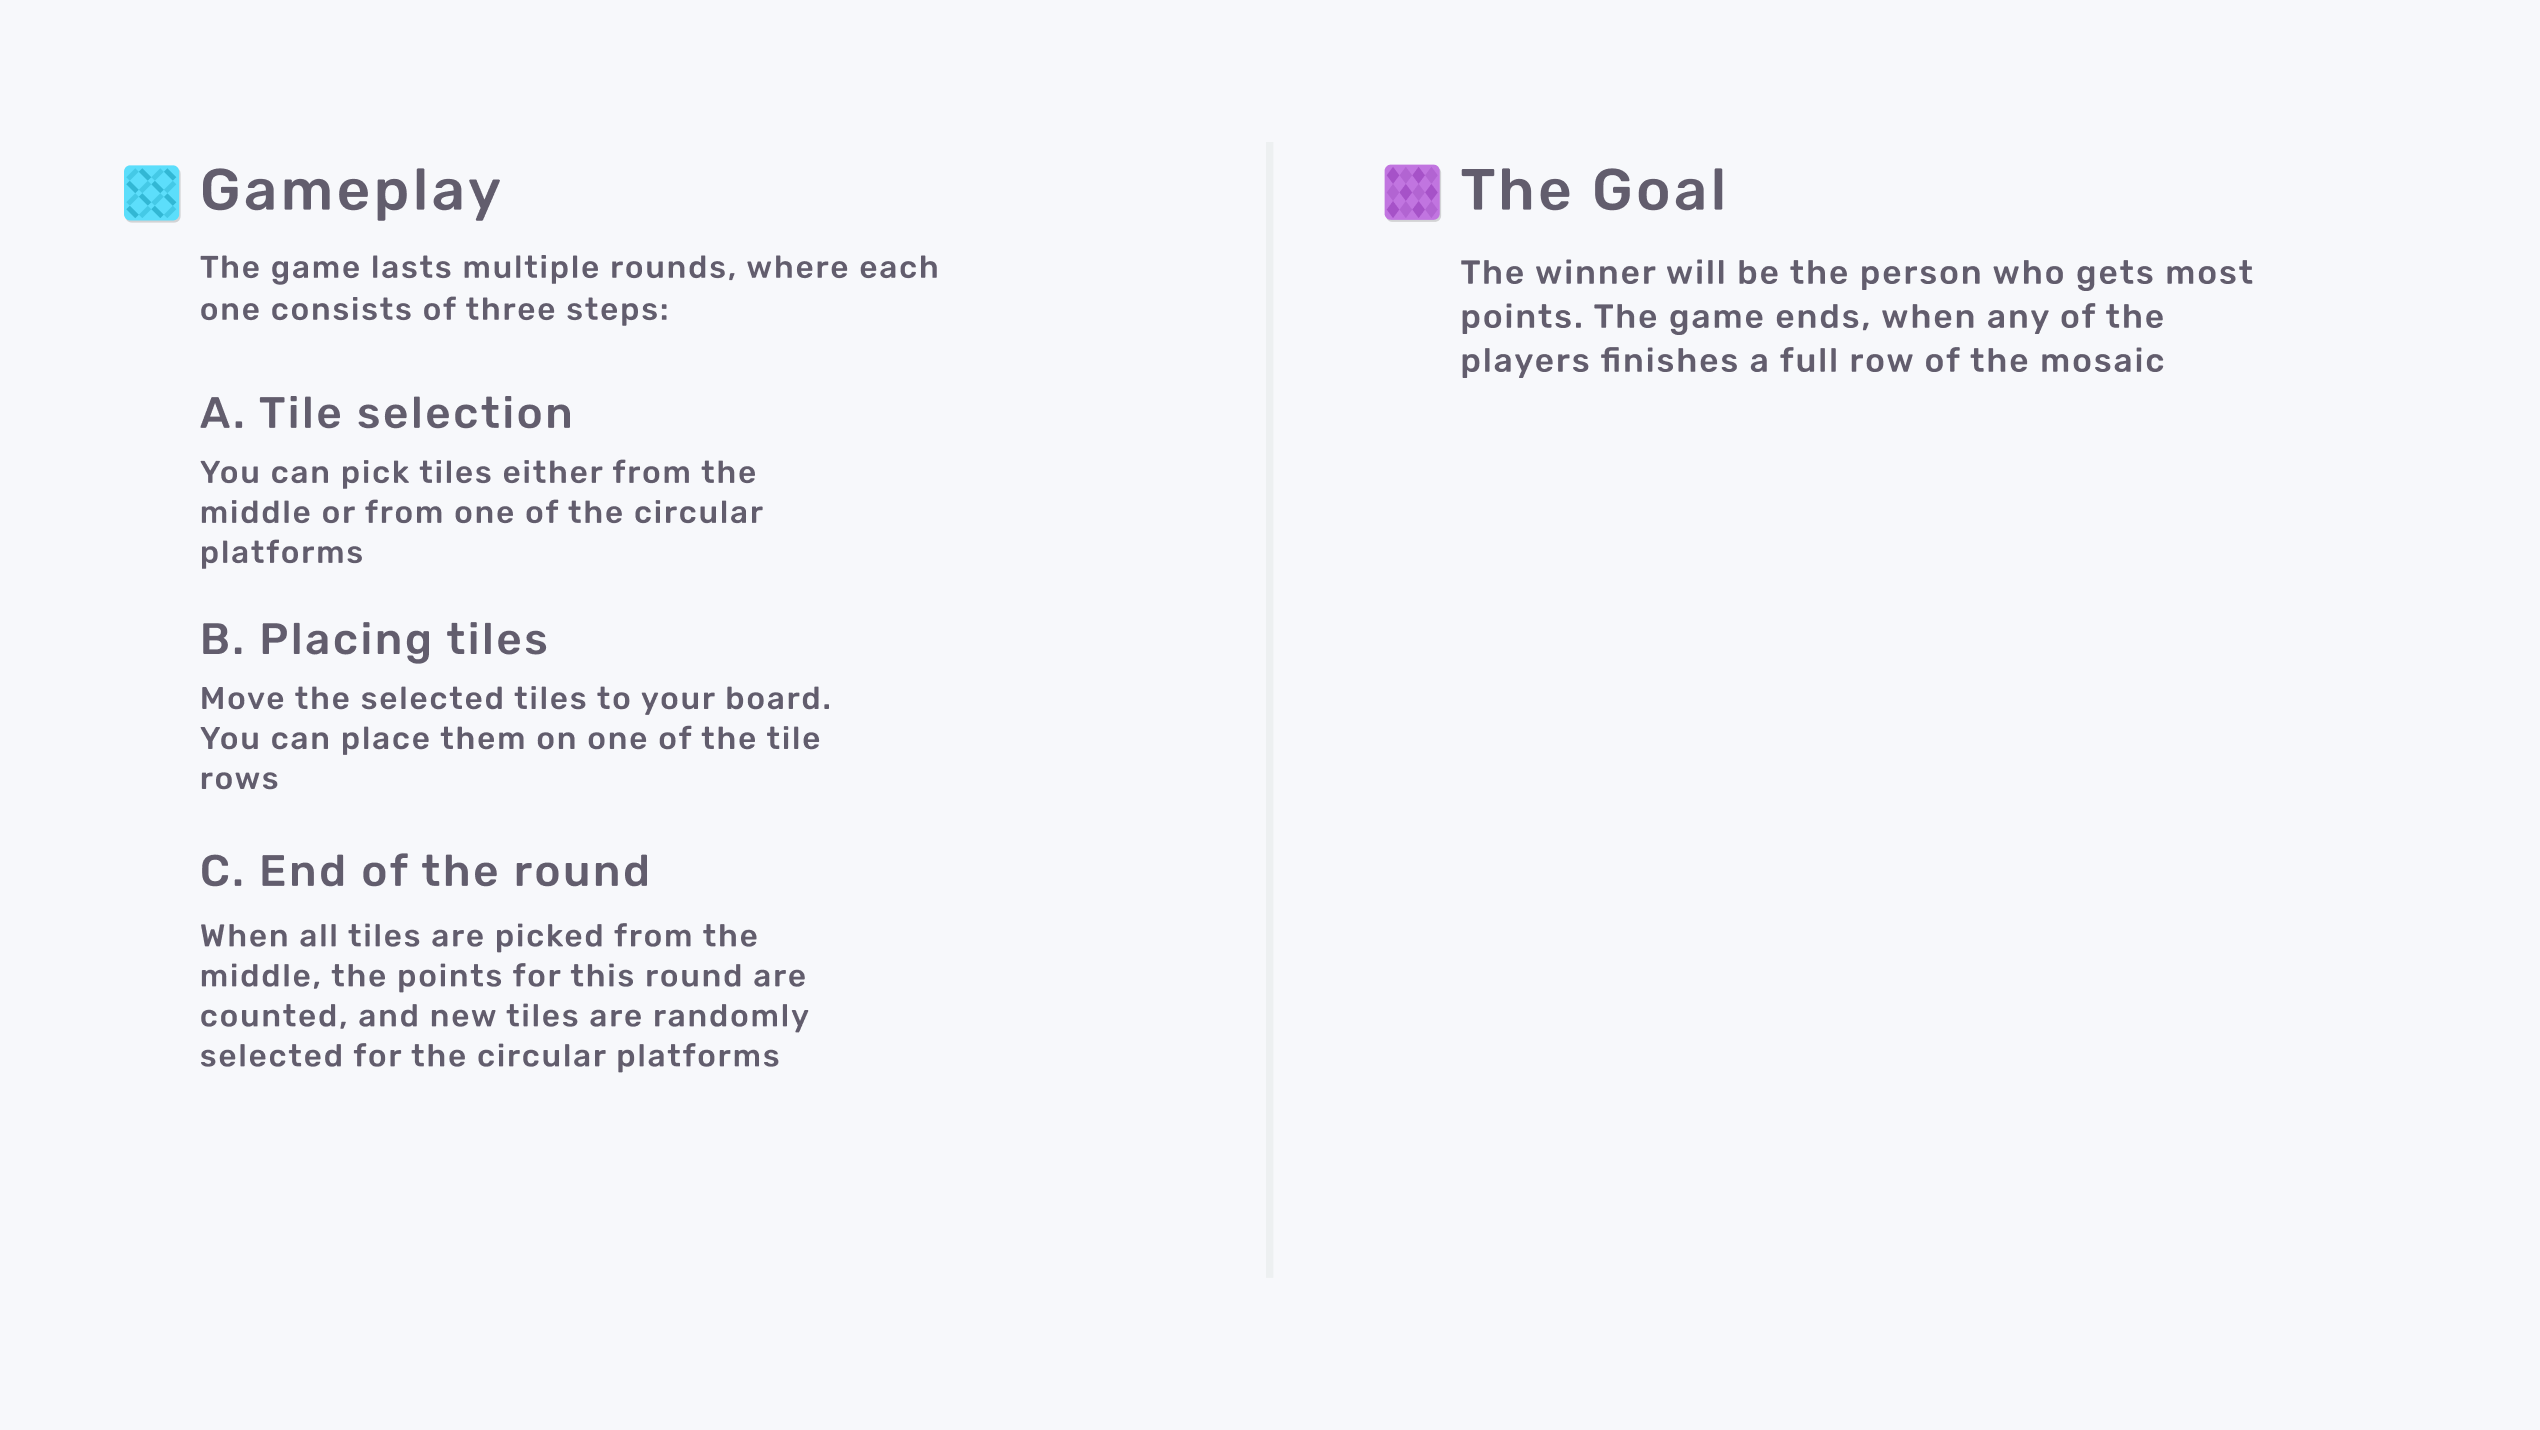 Gameplay
The game lasts multiple rounds, where each
one consists of three steps:
A. Tile selection
You can pick tiles either from the
middle or from one of the circular
platforms
B. Placing tiles
Move the selected tiles to your board.
You can place them on one of the tile
rows
C. End of the round
When all tiles are picked from the
middle, the points for this round are
counted, and new tiles are randomly
selected for the circular platforms
The Goal
The winner will be the person who gets most
points. The game ends, when any of the
players finishes a full row of the mosaic